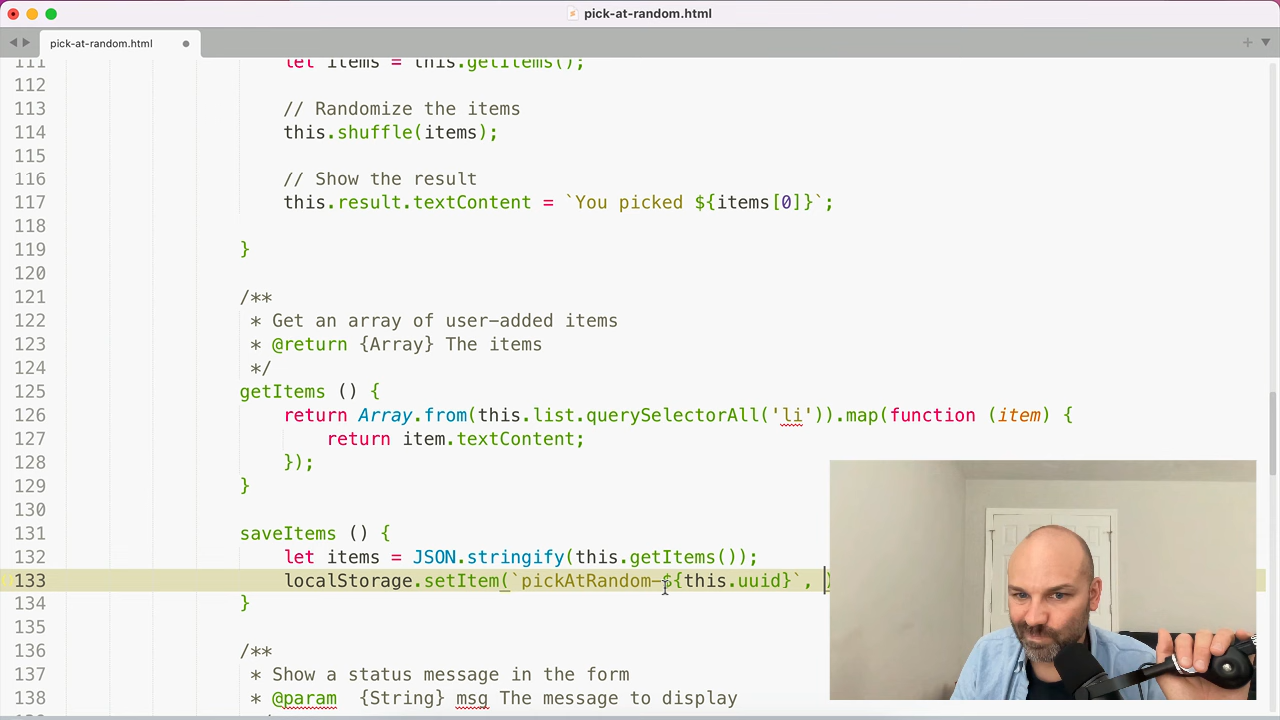 pick-at-random.html
pick-at-random.html
111 let items = this.getItems();
112
113 // Randomize the items
114 this.shuffle(items);
115
116 // Show the result
117 this.result.textContent = `You picked ${items[0]}`;
118
119 }
120
121 /**
122 * Get an array of user-added items
123 * @return {Array} The items
124 */
125 getItems () {
126 return Array.from(this.list.querySelectorAll('li')).map(function (item) {
127 return item.textContent;
128 });
129 }
130
131 saveItems () {
132 let items = JSON.stringify(this.getItems());
133 localStorage.setItem(`pickAtRandom-${this.uuid}`, )
134 }
135
136 /**
137 * Show a status message in the form
138 * @param {String} msg The message to display